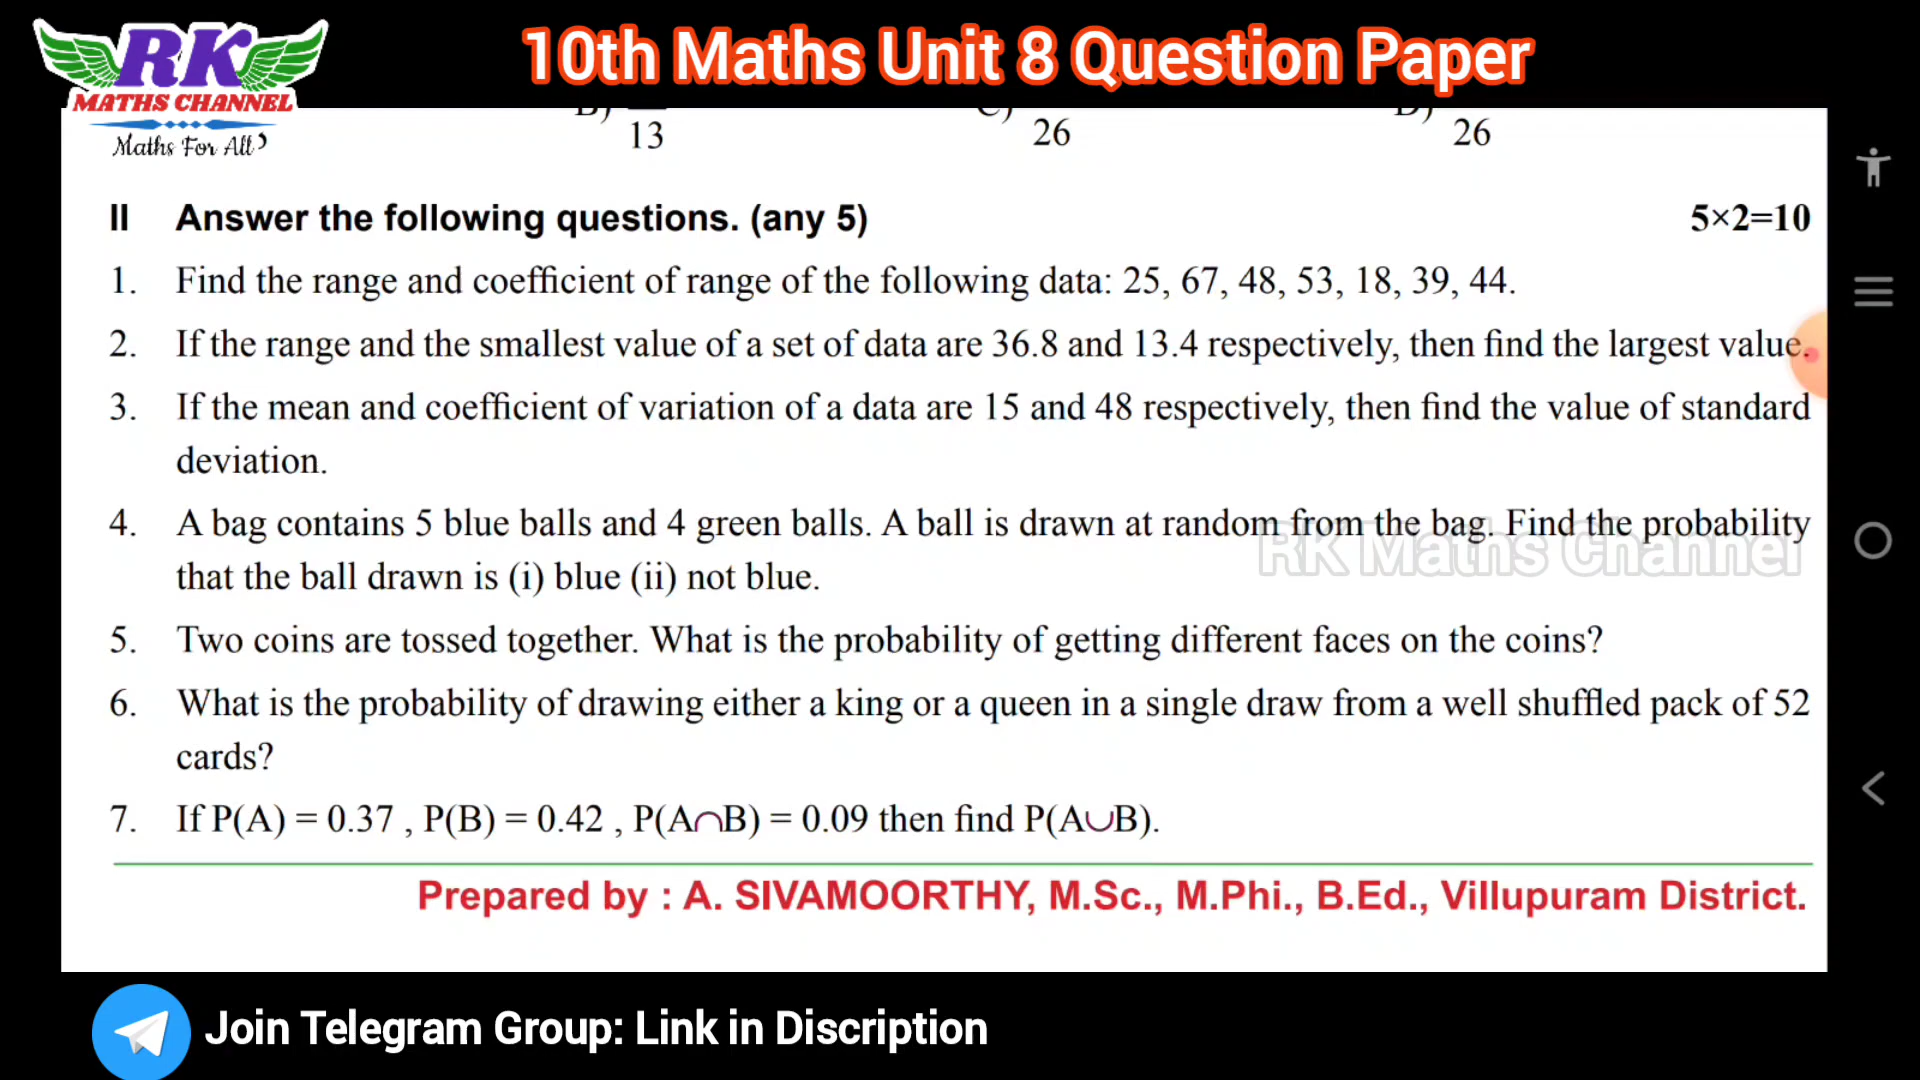 RK
MATHS CHANNEL
Maths For All
10th Maths Unit 8 Question Paper
13
26
26
II Answer the following questions. (any 5) 5×2=10
1. Find the range and coefficient of range of the following data: 25, 67, 48, 53, 18, 39, 44.
2. If the range and the smallest value of a set of data are 36.8 and 13.4 respectively, then find the largest value.
3. If the mean and coefficient of variation of a data are 15 and 48 respectively, then find the value of standard
deviation.
4. A bag contains 5 blue balls and 4 green balls. A ball is drawn at random from the bag. Find the probability
that the ball drawn is (i) blue (ii) not blue.
RK Maths Channel
5. Two coins are tossed together. What is the probability of getting different faces on the coins?
6. What is the probability of drawing either a king or a queen in a single draw from a well shuffled pack of 52
cards?
7. If P(A) = 0.37 , P(B) = 0.42 , P(A∩B) = 0.09 then find P(A∪B).
Prepared by : A. SIVAMOORTHY, M.Sc., M.Phi., B.Ed., Villupuram District.
Join Telegram Group: Link in Discription